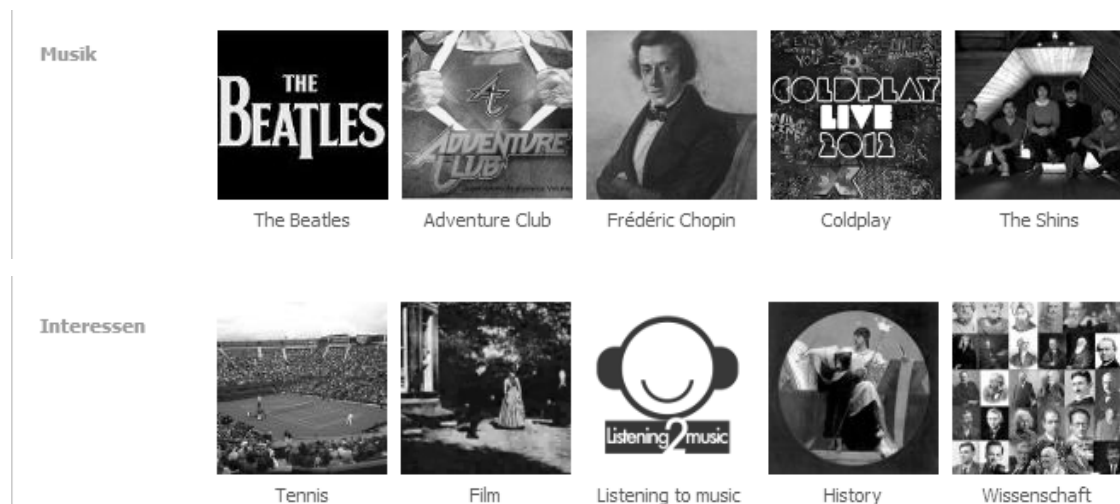 Musik
THE
BEATLES
ADVENTURE
CLUB
YOU
COLDPLAY
LIVE
2012
X
The Beatles Adventure Club Frédéric Chopin Coldplay The Shins
Interessen
Listening2music
Tennis Film Listening to music History Wissenschaft